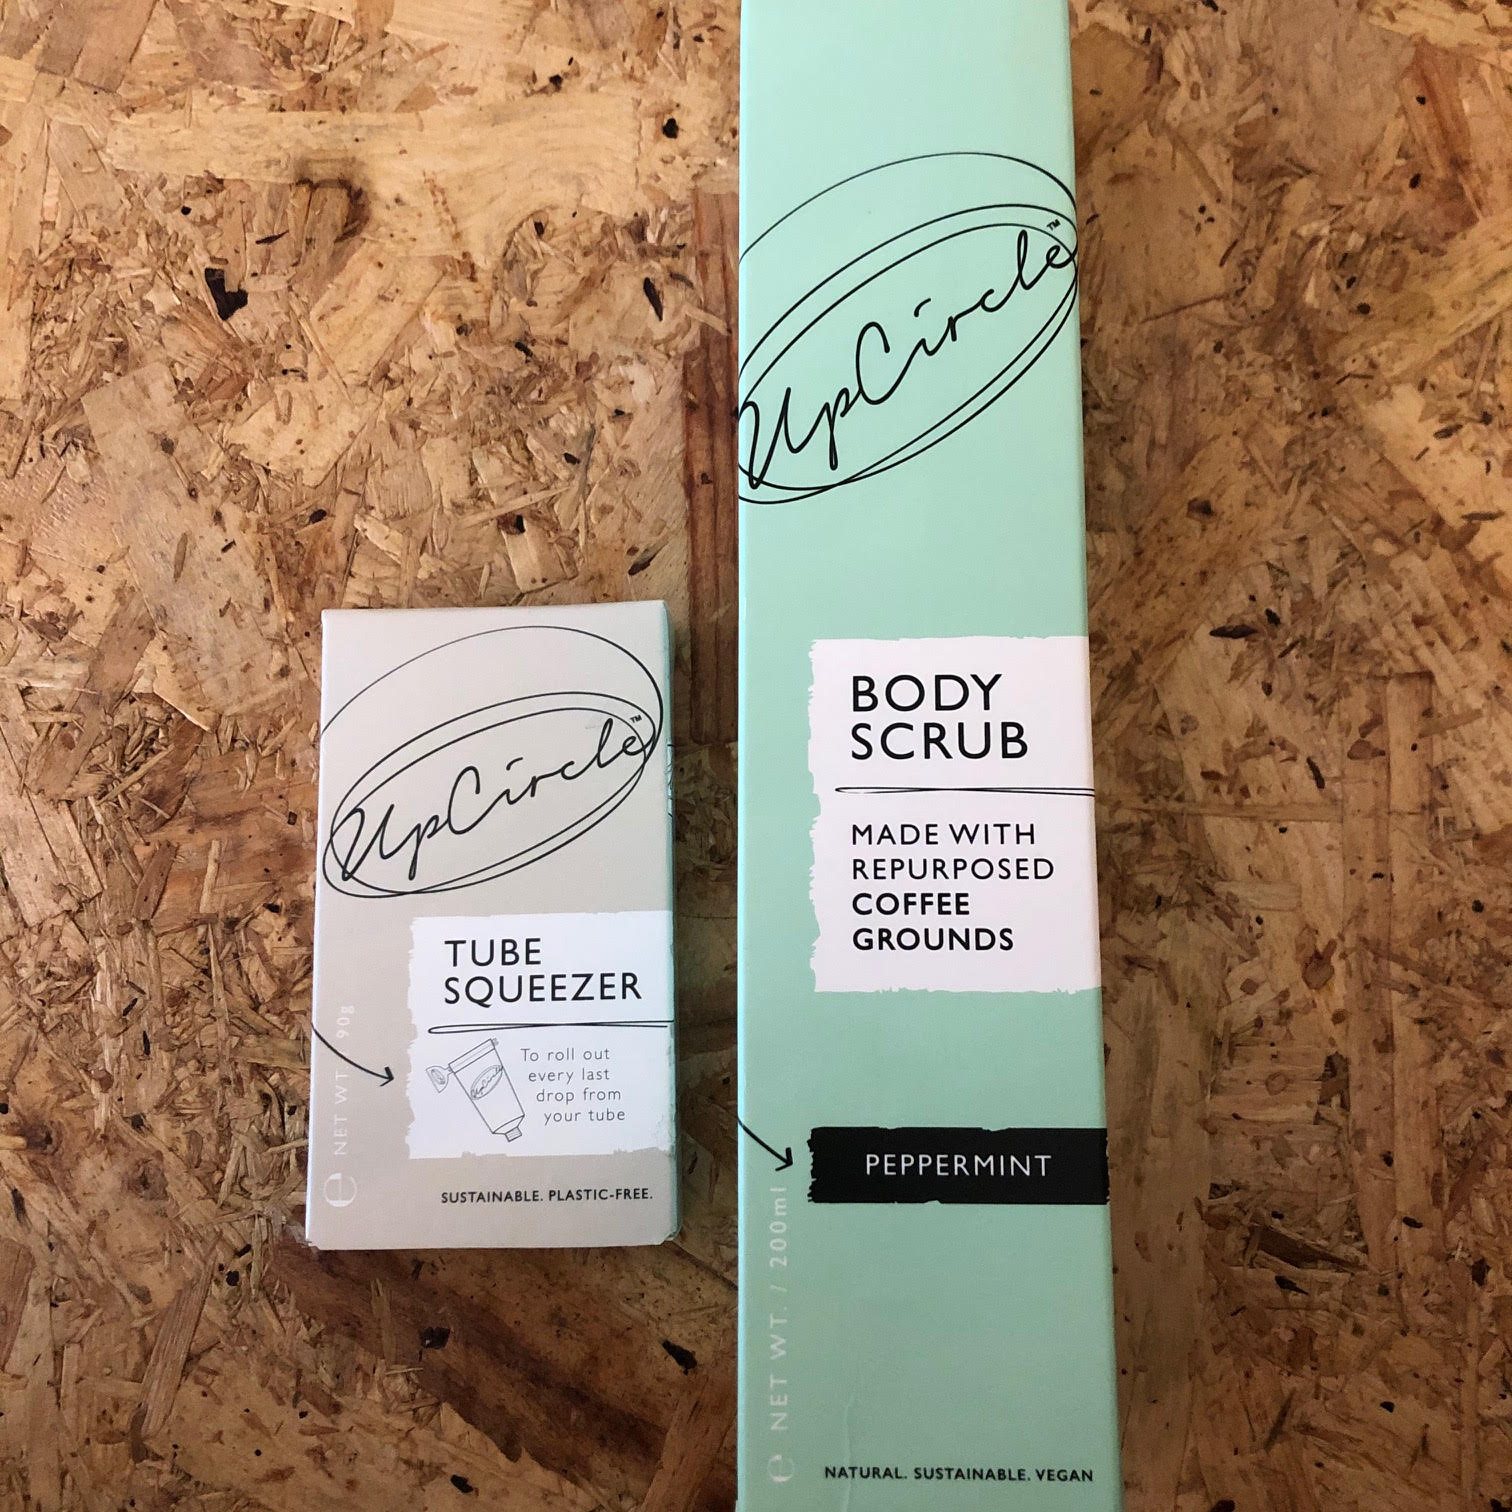 UpCircle™
TUBE
SQUEEZER
UpCircle
To roll out
every last
drop from
your tube
SUSTAINABLE. PLASTIC-FREE.
e NET WT. 90g
UpCircle™
BODY
SCRUB
MADE WITH
REPURPOSED
COFFEE
GROUNDS
PEPPERMINT
e NET WT. / 200ml
NATURAL. SUSTAINABLE. VEGAN